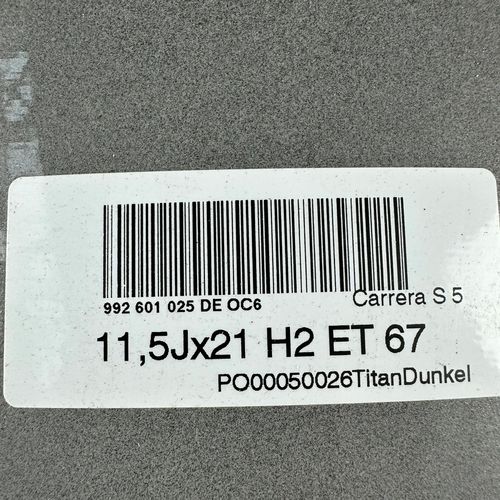 992 601 025 DE OC6
Carrera S 5
11,5Jx21 H2 ET 67
PO00050026TitanDunkel